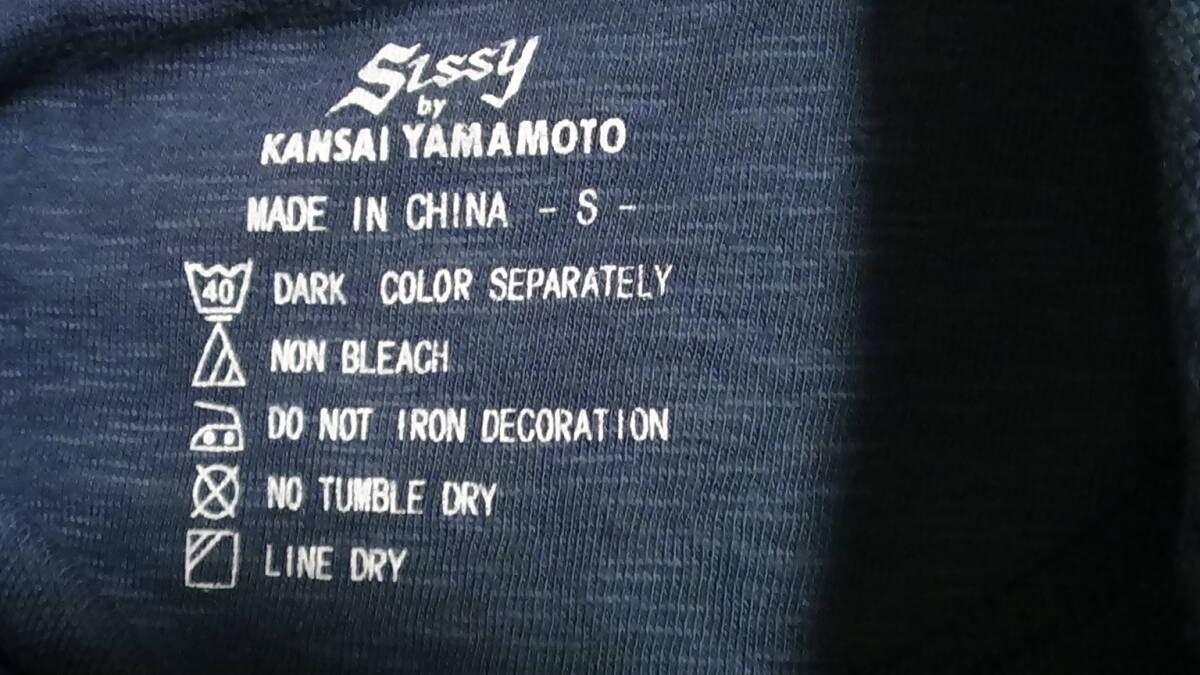 Sissy
by
KANSAI YAMAMOTO
MADE IN CHINA - S -
40 DARK COLOR SEPARATELY
NON BLEACH
DO NOT IRON DECORATION
NO TUMBLE DRY
LINE DRY